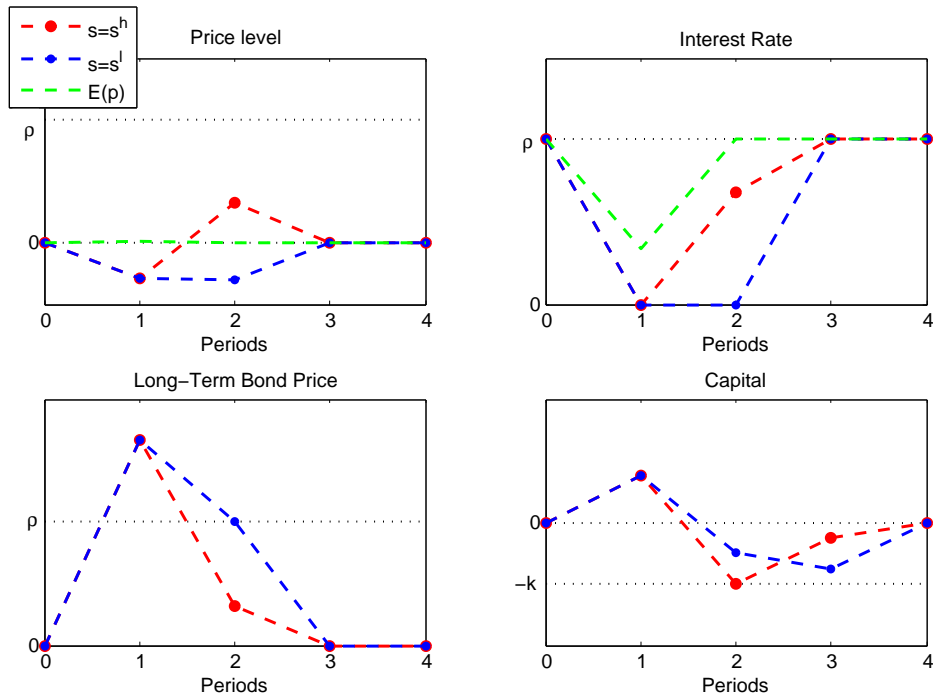 s=s^h
s=s^l
E(p)
Price level
ρ
0
0 1 2 3 4
Periods
Interest Rate
ρ
0
0 1 2 3 4
Periods
Long−Term Bond Price
ρ
0
0 1 2 3 4
Periods
Capital
0
−k
0 1 2 3 4
Periods